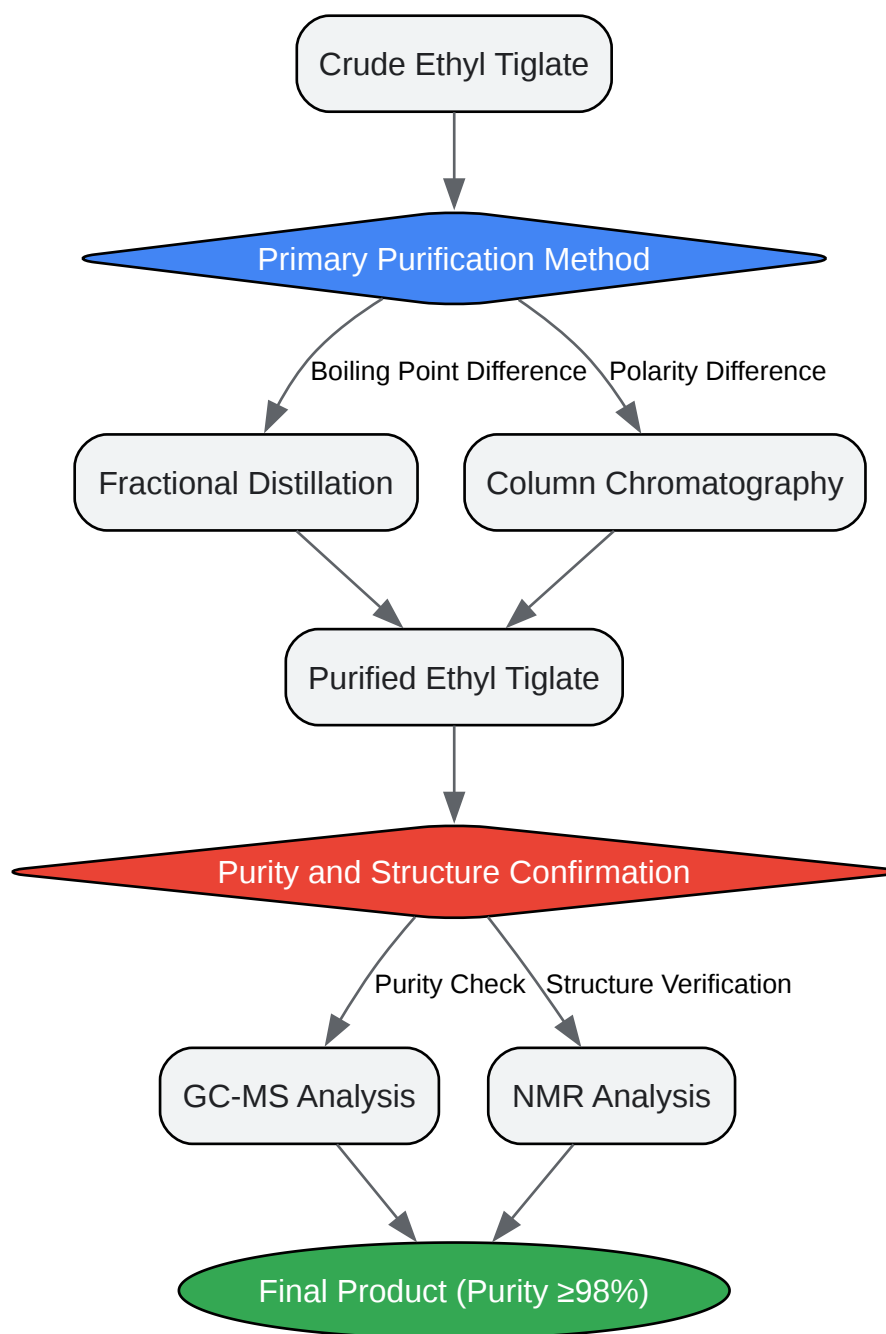 Crude Ethyl Tiglate
Primary Purification Method
Boiling Point Difference
Polarity Difference
Fractional Distillation
Column Chromatography
Purified Ethyl Tiglate
Purity and Structure Confirmation
Purity Check
Structure Verification
GC-MS Analysis
NMR Analysis
Final Product (Purity ≥98%)